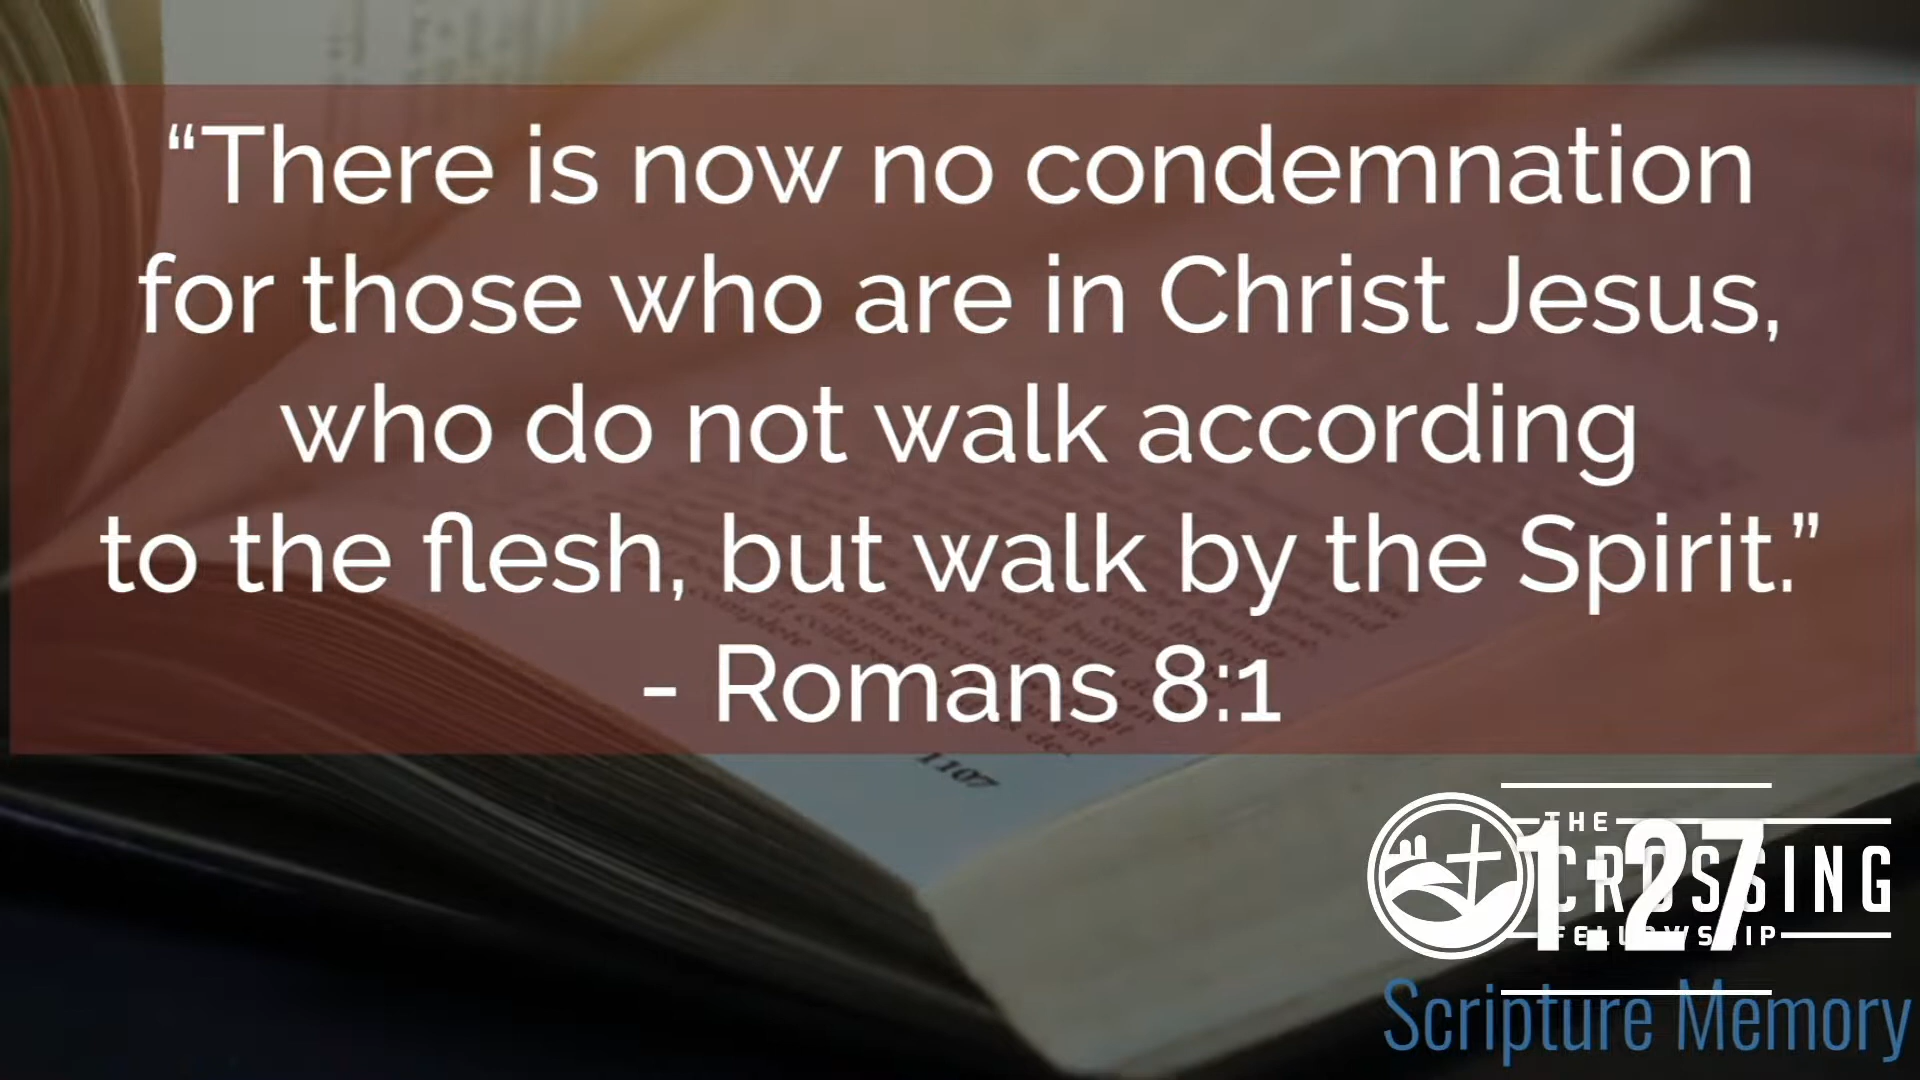 “There is now no condemnation
for those who are in Christ Jesus,
who do not walk according
to the flesh, but walk by the Spirit.”
- Romans 8:1
1107
THE
CROSSING
FELLOWSHIP
1:27
Scripture Memory